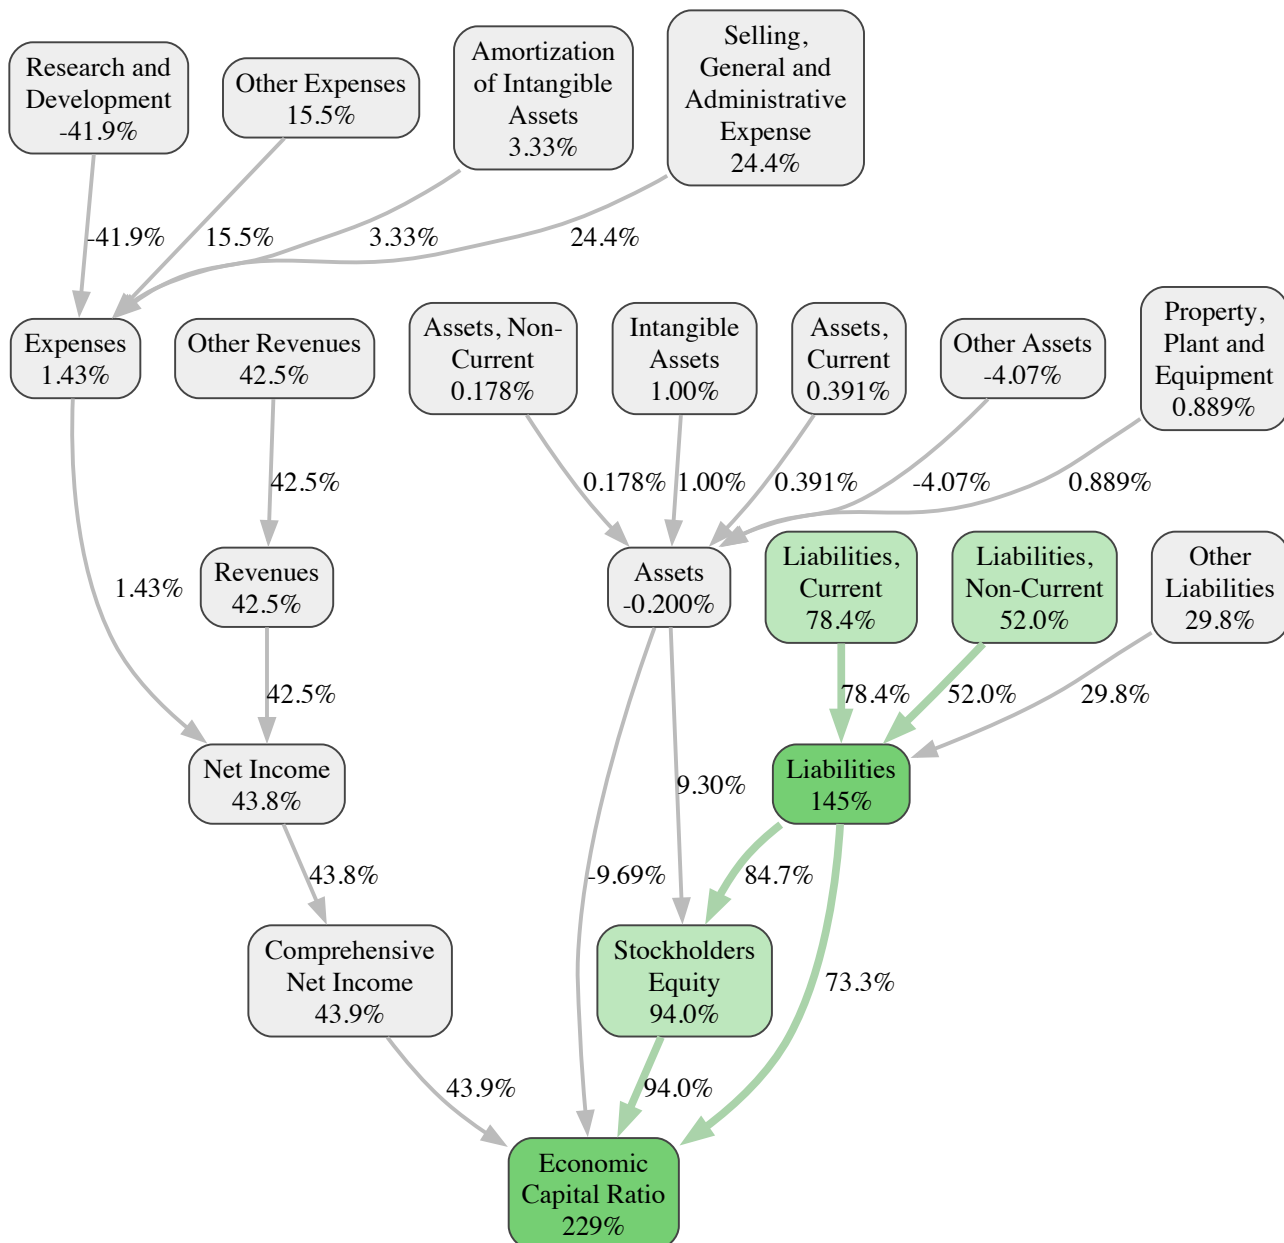 Research and
Development
-41.9%
Other Expenses
15.5%
Amortization
of Intangible
Assets
3.33%
Selling,
General and
Administrative
Expense
24.4%
-41.9%
15.5%
3.33%
24.4%
Expenses
1.43%
Other Revenues
42.5%
Assets, Non-
Current
0.178%
Intangible
Assets
1.00%
Assets,
Current
0.391%
Other Assets
-4.07%
Property,
Plant and
Equipment
0.889%
42.5%
0.178%
1.00%
0.391%
-4.07%
0.889%
1.43%
Revenues
42.5%
Assets
-0.200%
Liabilities,
Current
78.4%
Liabilities,
Non-Current
52.0%
Other
Liabilities
29.8%
42.5%
78.4%
52.0%
29.8%
Net Income
43.8%
9.30%
Liabilities
145%
43.8%
-9.69%
84.7%
Comprehensive
Net Income
43.9%
Stockholders
Equity
94.0%
73.3%
43.9%
94.0%
Economic
Capital Ratio
229%